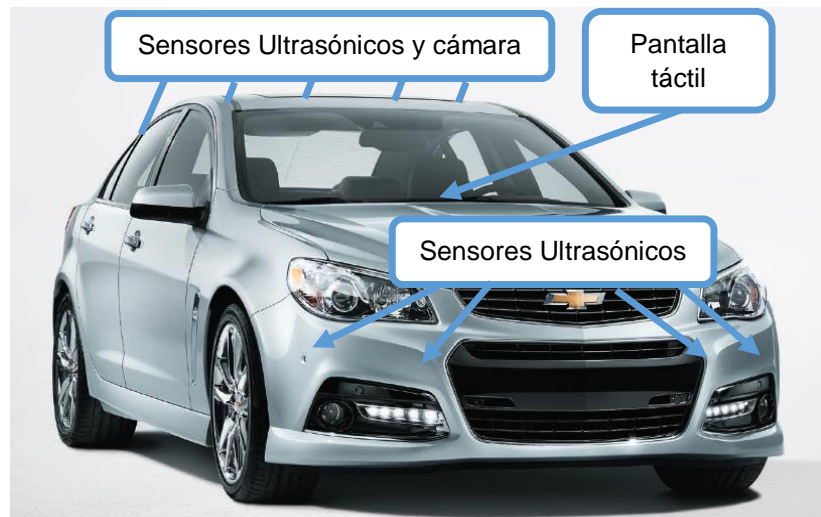 Sensores Ultrasónicos y cámara
Pantalla
táctil
Sensores Ultrasónicos